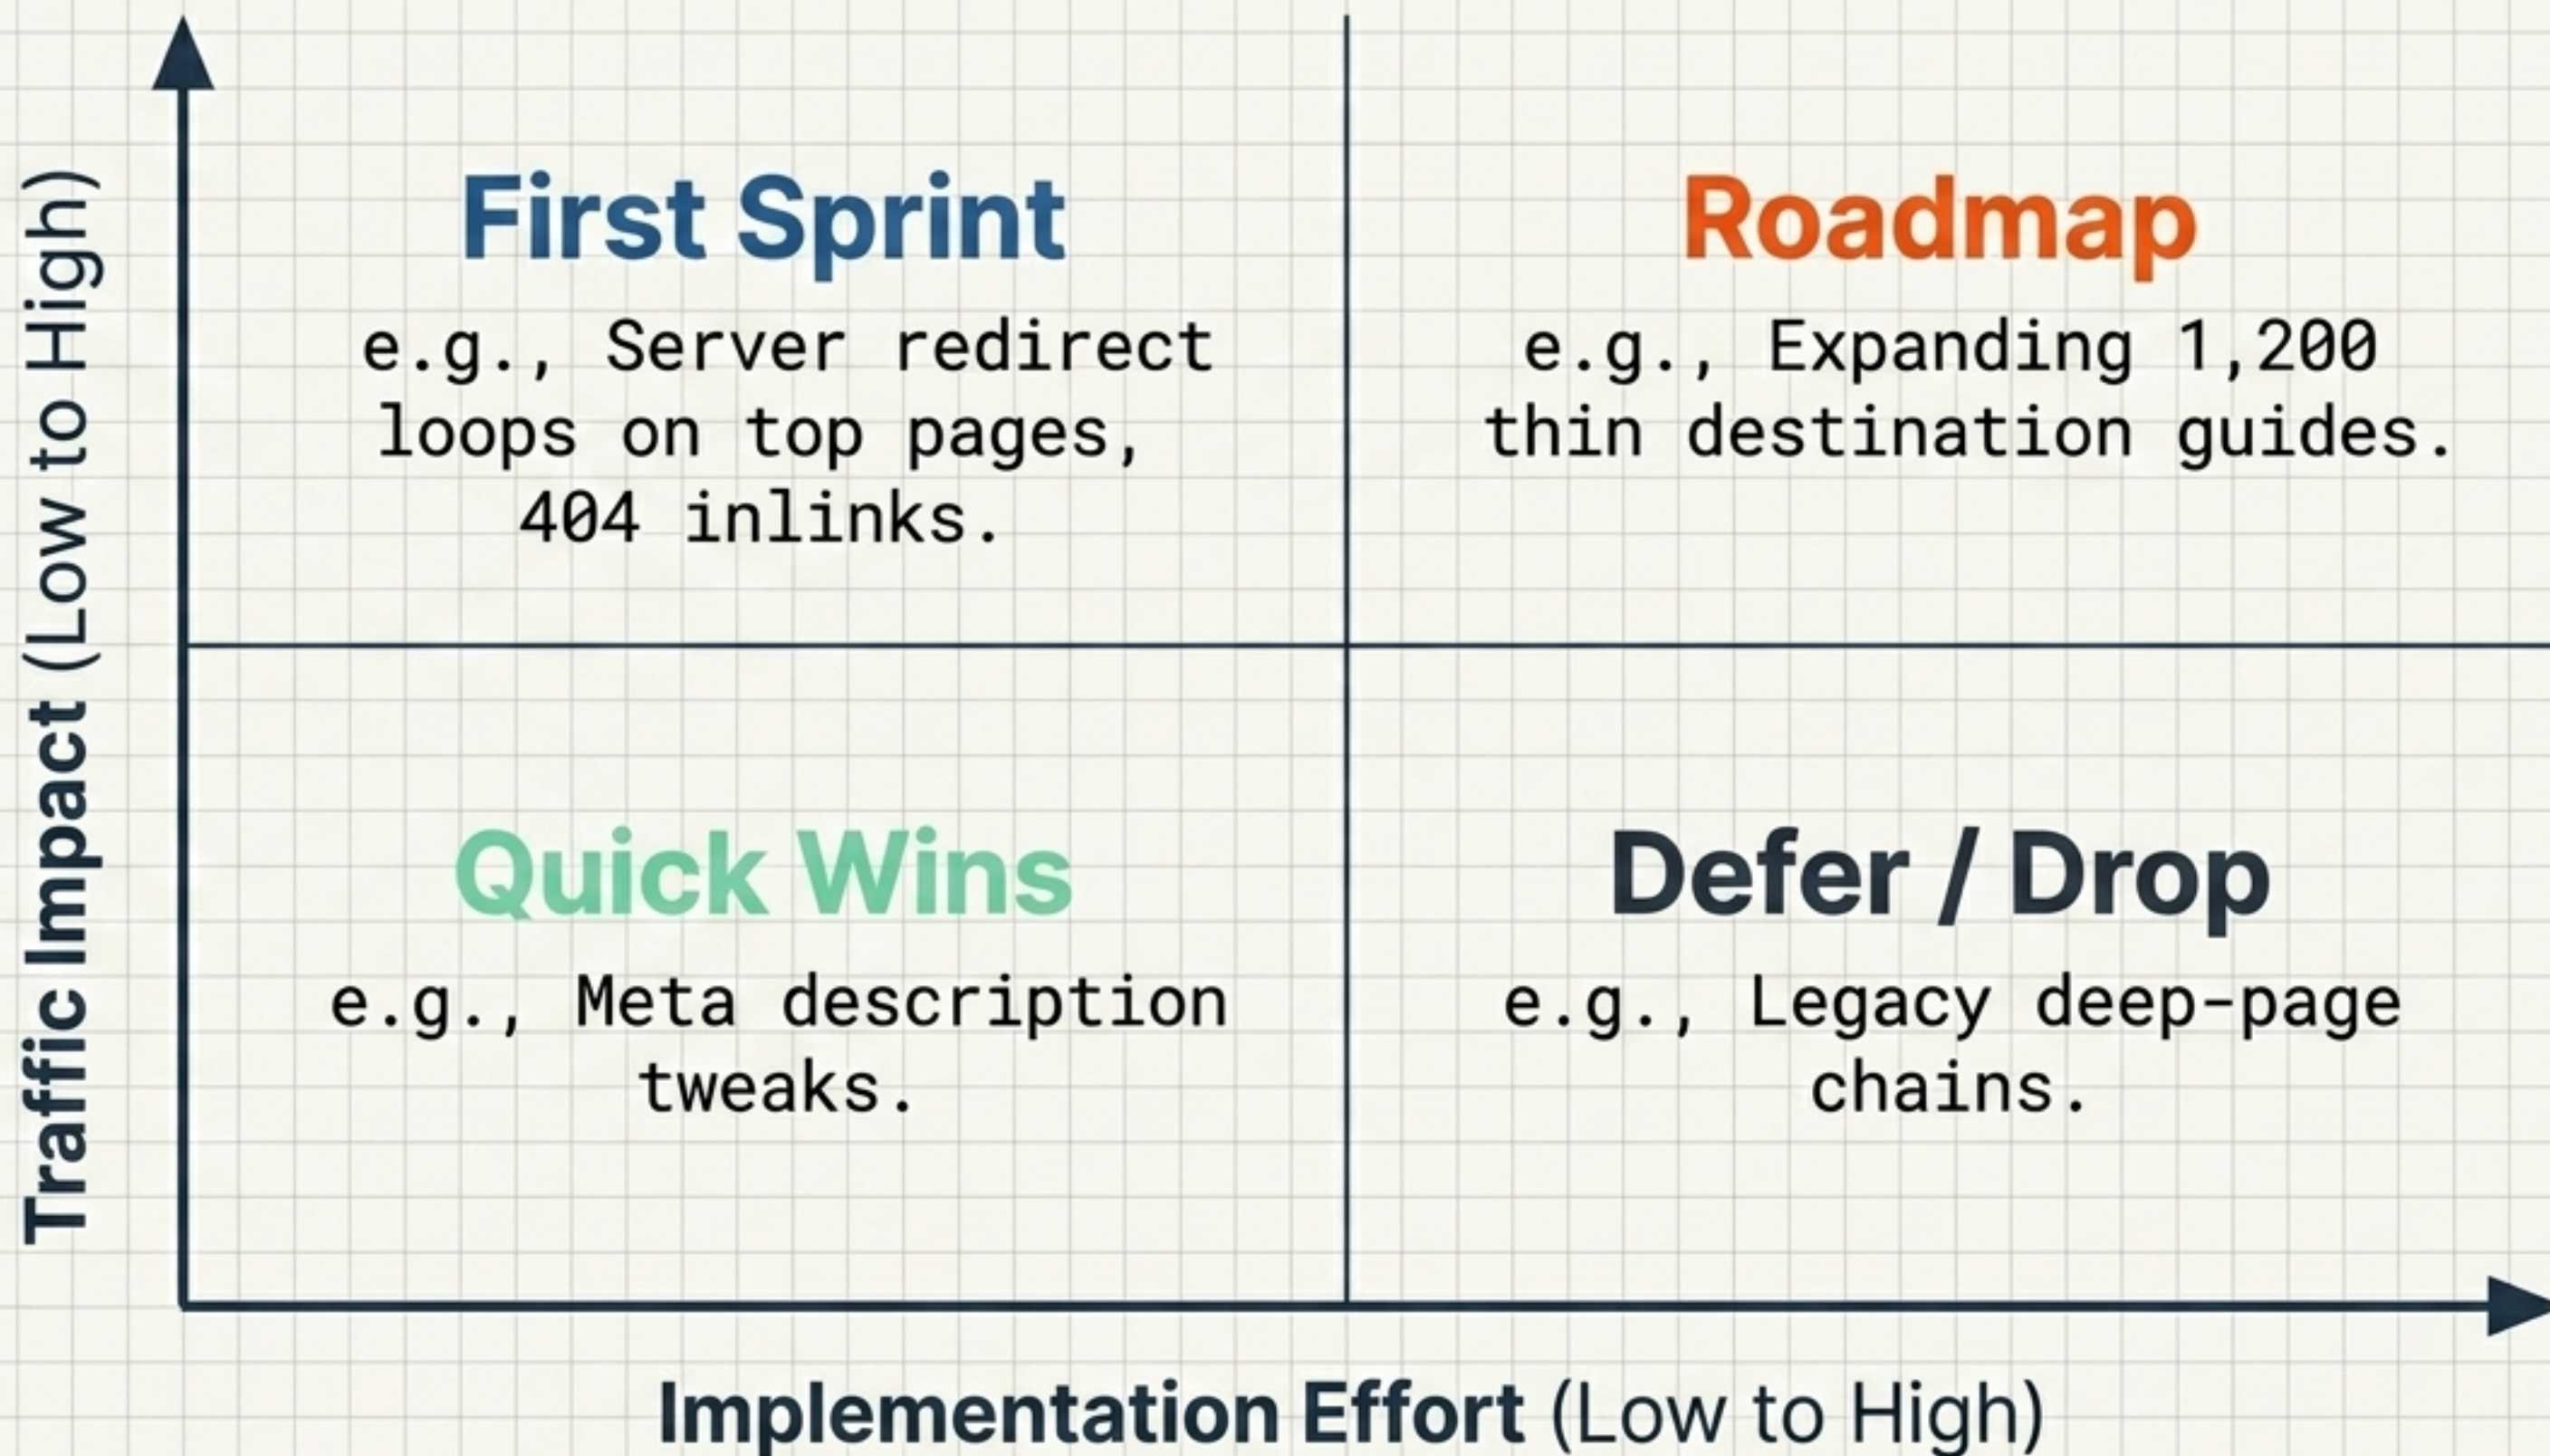 Traffic Impact (Low to High)
First Sprint
e.g., Server redirect
loops on top pages,
404 inlinks.
Roadmap
e.g., Expanding 1,200
thin destination guides.
Quick Wins
e.g., Meta description
tweaks.
Defer / Drop
e.g., Legacy deep-page
chains.
Implementation Effort (Low to High)